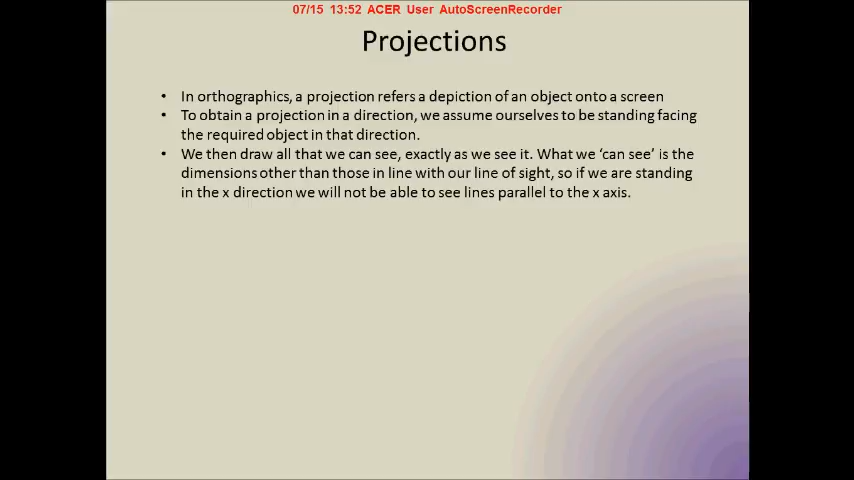 07/15 13:52 ACER User AutoScreenRecorder
Projections
• In orthographics, a projection refers a depiction of an object onto a screen
• To obtain a projection in a direction, we assume ourselves to be standing facing
the required object in that direction.
• We then draw all that we can see, exactly as we see it. What we ‘can see’ is the
dimensions other than those in line with our line of sight, so if we are standing
in the x direction we will not be able to see lines parallel to the x axis.